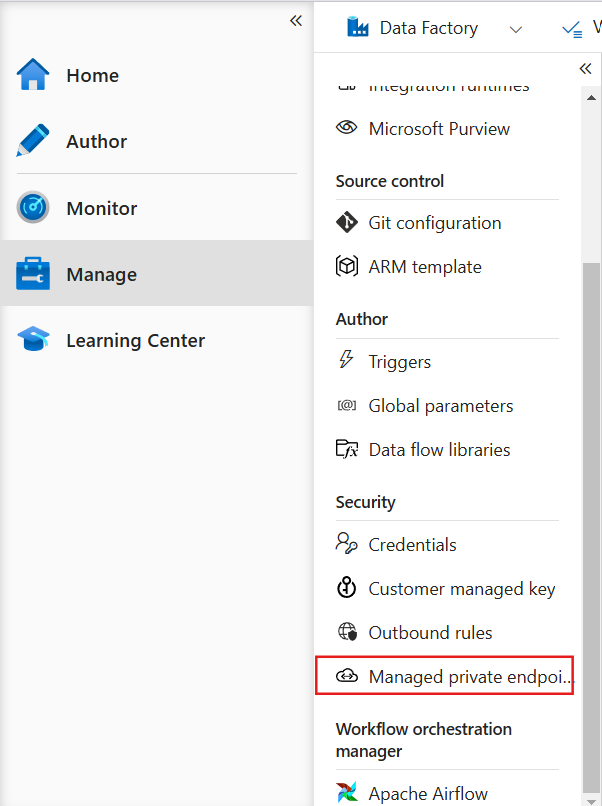 Home
Author
Monitor
Manage
Learning Center
Data Factory
Integration runtimes
Microsoft Purview
Source control
Git configuration
ARM template
Author
Triggers
Global parameters
Data flow libraries
Security
Credentials
Customer managed key
Outbound rules
Managed private endpoi...
Workflow orchestration
manager
Apache Airflow